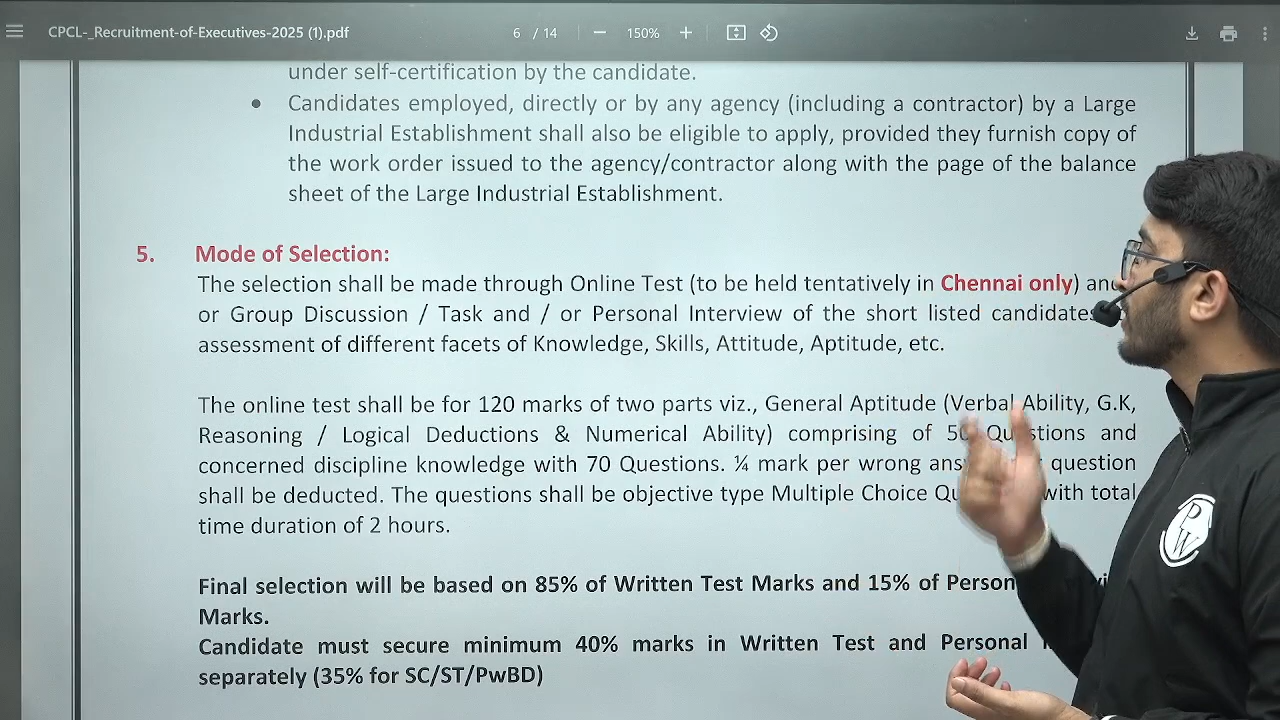 CPCL-_Recruitment-of-Executives-2025 (1).pdf
6 / 14
150%
under self-certification by the candidate.
• Candidates employed, directly or by any agency (including a contractor) by a Large
Industrial Establishment shall also be eligible to apply, provided they furnish copy of
the work order issued to the agency/contractor along with the page of the balance
sheet of the Large Industrial Establishment.
5. Mode of Selection:
The selection shall be made through Online Test (to be held tentatively in Chennai only)
or Group Discussion / Task and / or Personal Interview of the short listed candidates
assessment of different facets of Knowledge, Skills, Attitude, Aptitude, etc.
The online test shall be for 120 marks of two parts viz., General Aptitude (Verbal Ability, G.K,
Reasoning / Logical Deductions & Numerical Ability) comprising of 50 Questions and
concerned discipline knowledge with 70 Questions. ¼ mark per wrong question
shall be deducted. The questions shall be objective type Multiple Choice with total
time duration of 2 hours.
Final selection will be based on 85% of Written Test Marks and 15% of
Marks.
Candidate must secure minimum 40% marks in Written Test and Personal
separately (35% for SC/ST/PwBD)
PW